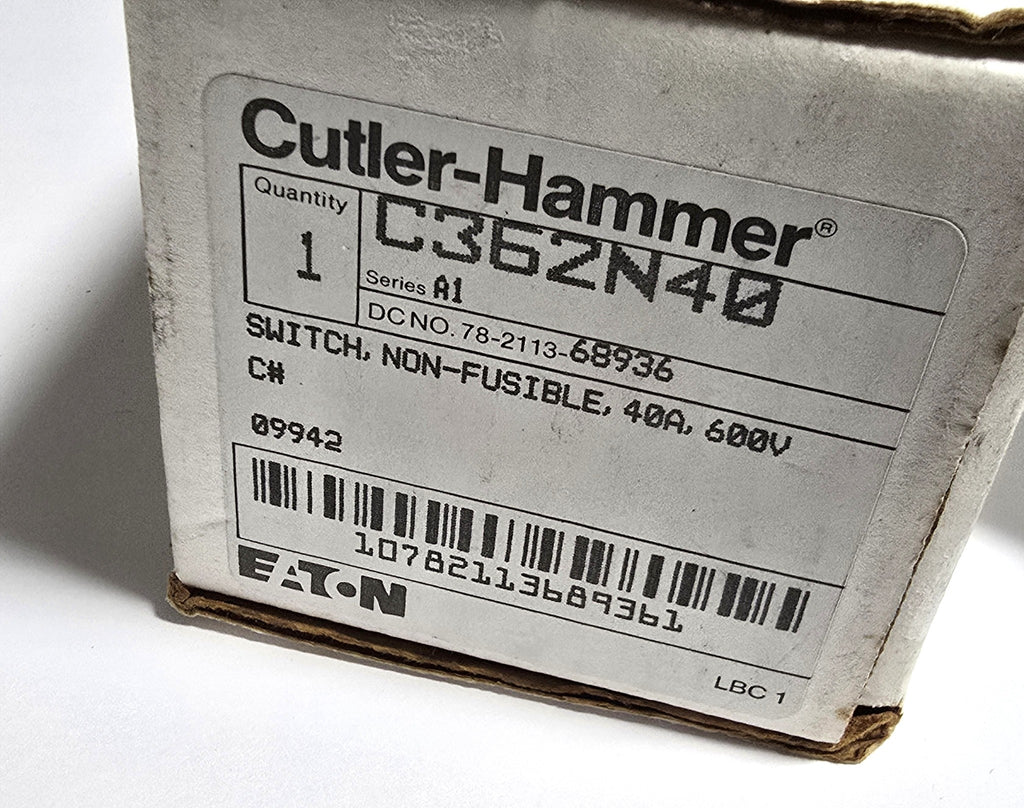 Cutler-Hammer®
Quantity
1
C362N40
Series A1
DC NO. 78-2113-68936
SWITCH, NON-FUSIBLE, 40A, 600V
C#
09942
10782113689361
EATON
LBC 1